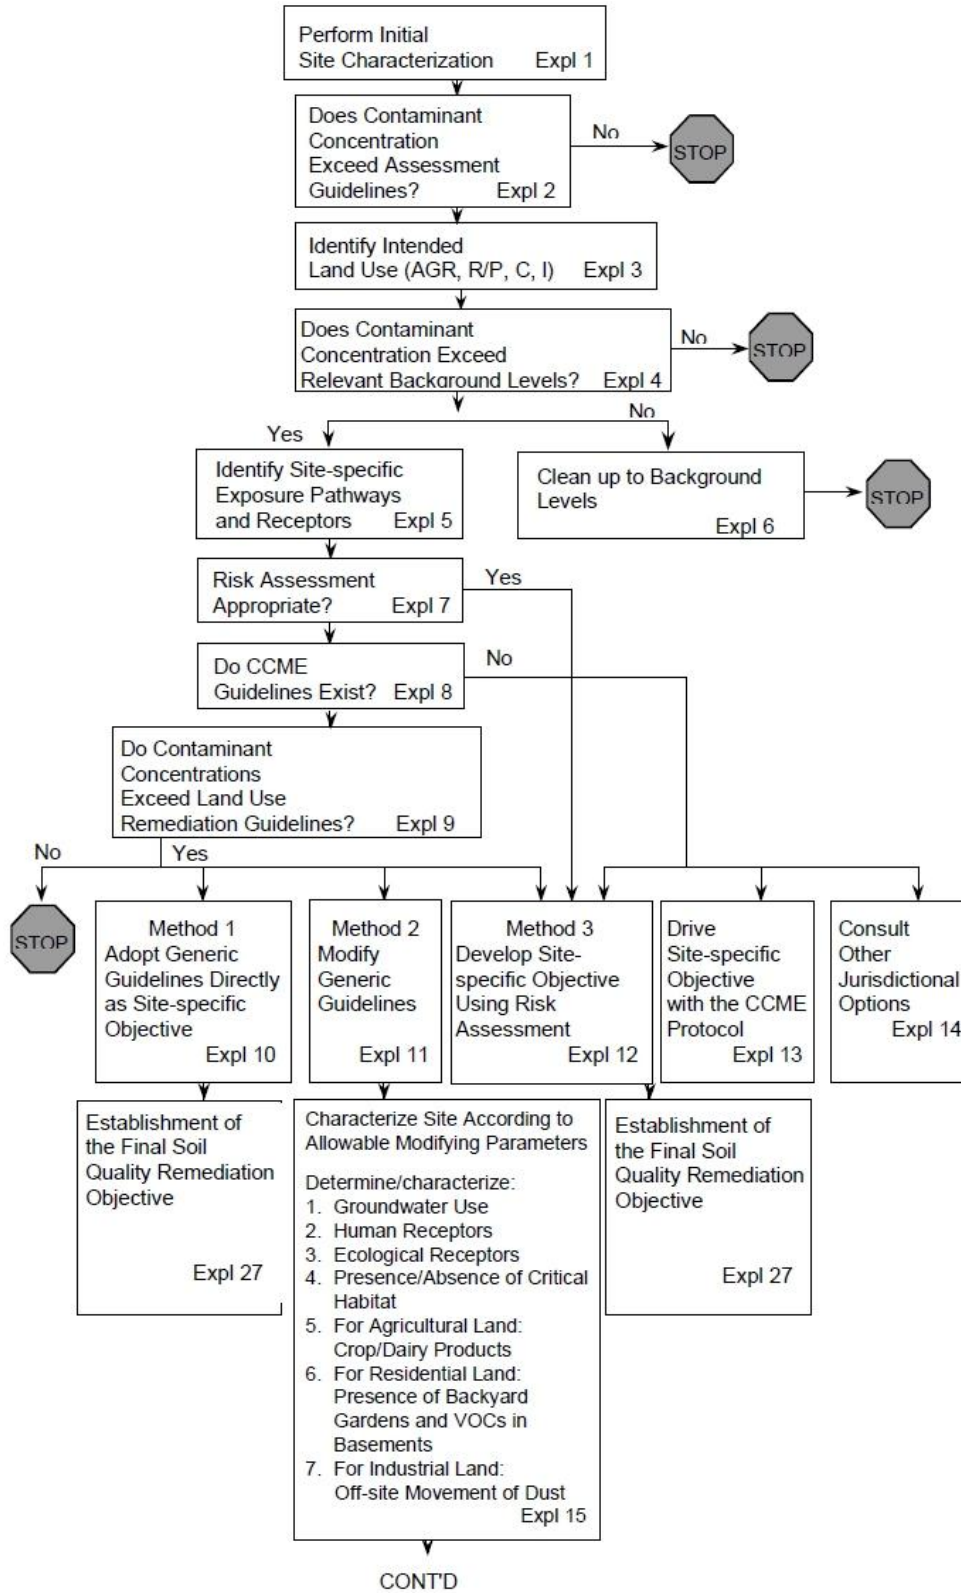 Perform Initial
Site Characterization Expl 1
Does Contaminant
Concentration
Exceed Assessment
Guidelines? Expl 2
No
STOP
Identify Intended
Land Use (AGR, R/P, C, I) Expl 3
Does Contaminant
Concentration Exceed
Relevant Background Levels? Expl 4
No
STOP
Yes
No
Identify Site-specific
Exposure Pathways
and Receptors Expl 5
Clean up to Background
Levels
Expl 6
STOP
Risk Assessment
Appropriate? Expl 7
Yes
Do CCME
Guidelines Exist? Expl 8
No
Do Contaminant
Concentrations
Exceed Land Use
Remediation Guidelines? Expl 9
No
Yes
STOP
Method 1
Adopt Generic
Guidelines Directly
as Site-specific
Objective
Expl 10
Method 2
Modify
Generic
Guidelines
Expl 11
Method 3
Develop Site-
specific Objective
Using Risk
Assessment
Expl 12
Drive
Site-specific
Objective
with the CCME
Protocol
Expl 13
Consult
Other
Jurisdictional
Options
Expl 14
Establishment of
the Final Soil
Quality Remediation
Objective
Expl 27
Characterize Site According to
Allowable Modifying Parameters
Determine/characterize:
1. Groundwater Use
2. Human Receptors
3. Ecological Receptors
4. Presence/Absence of Critical
Habitat
5. For Agricultural Land:
Crop/Dairy Products
6. For Residential Land:
Presence of Backyard
Gardens and VOCs in
Basements
7. For Industrial Land:
Off-site Movement of Dust
Expl 15
Establishment of
the Final Soil
Quality Remediation
Objective
Expl 27
CONT'D